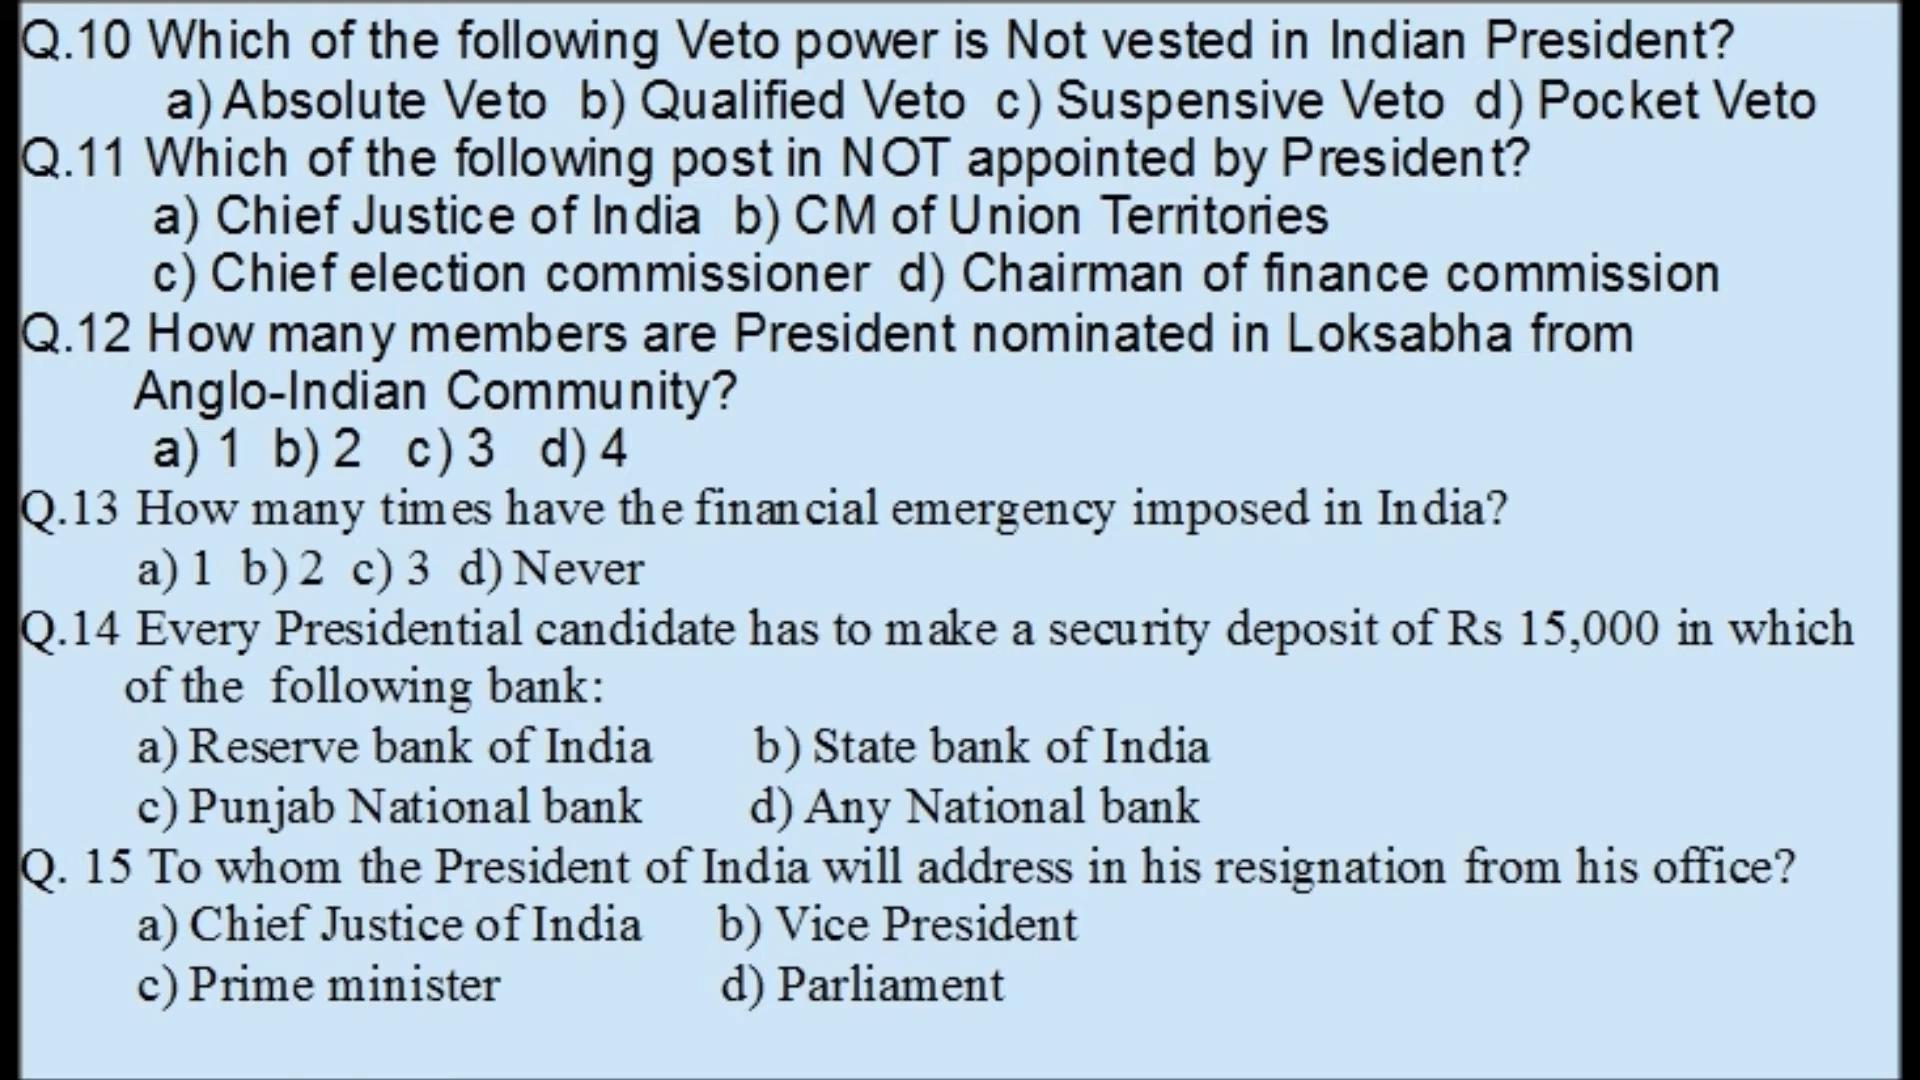 Q.10 Which of the following Veto power is Not vested in Indian President?
a) Absolute Veto b) Qualified Veto c) Suspensive Veto d) Pocket Veto
Q.11 Which of the following post in NOT appointed by President?
a) Chief Justice of India b) CM of Union Territories
c) Chief election commissioner d) Chairman of finance commission
Q.12 How many members are President nominated in Loksabha from
Anglo-Indian Community?
a) 1 b) 2 c) 3 d) 4
Q.13 How many times have the financial emergency imposed in India?
a) 1 b) 2 c) 3 d) Never
Q.14 Every Presidential candidate has to make a security deposit of Rs 15,000 in which
of the following bank:
a) Reserve bank of India b) State bank of India
c) Punjab National bank d) Any National bank
Q. 15 To whom the President of India will address in his resignation from his office?
a) Chief Justice of India b) Vice President
c) Prime minister d) Parliament